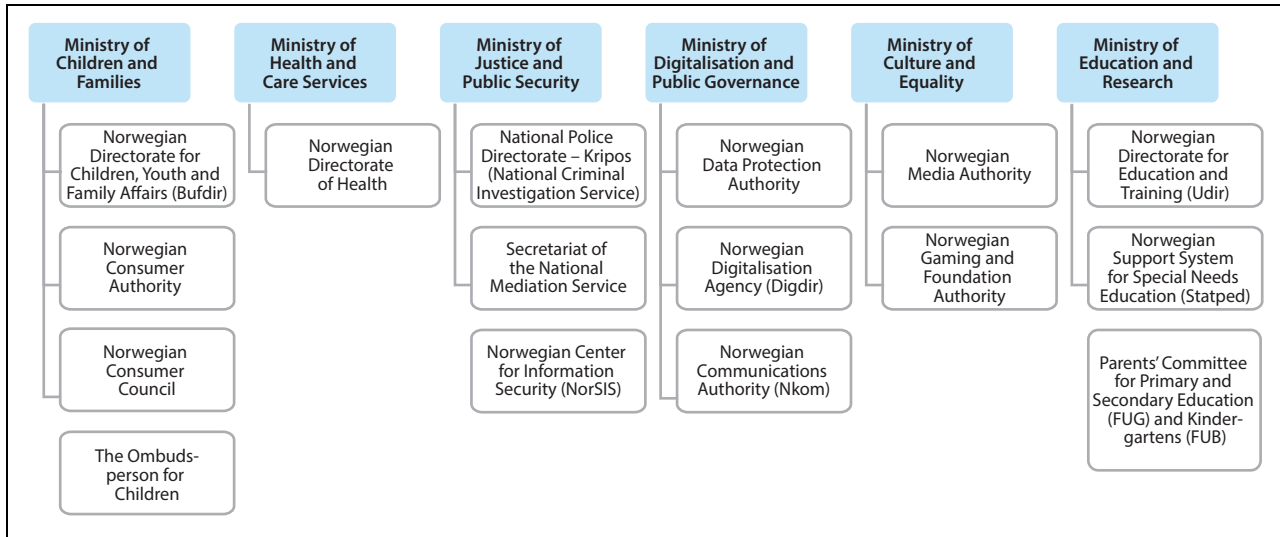 Ministry of
Children and
Families
Norwegian
Directorate for
Children, Youth and
Family Affairs (Bufdir)
Norwegian
Consumer
Authority
Norwegian
Consumer
Council
The Ombuds-
person for
Children
Ministry of
Health and
Care Services
Norwegian
Directorate
of Health
Ministry of
Justice and
Public Security
National Police
Directorate – Kripos
(National Criminal
Investigation Service)
Secretariat of
the National
Mediation Service
Norwegian Center
for Information
Security (NorSIS)
Ministry of
Digitalisation and
Public Governance
Norwegian
Data Protection
Authority
Norwegian
Digitalisation
Agency (Digdir)
Norwegian
Communications
Authority (Nkom)
Ministry of
Culture and
Equality
Norwegian
Media Authority
Norwegian
Gaming and
Foundation
Authority
Ministry of
Education and
Research
Norwegian
Directorate for
Education and
Training (Udir)
Norwegian
Support System
for Special Needs
Education (Statped)
Parents’ Committee
for Primary and
Secondary Education
(FUG) and Kinder-
gartens (FUB)